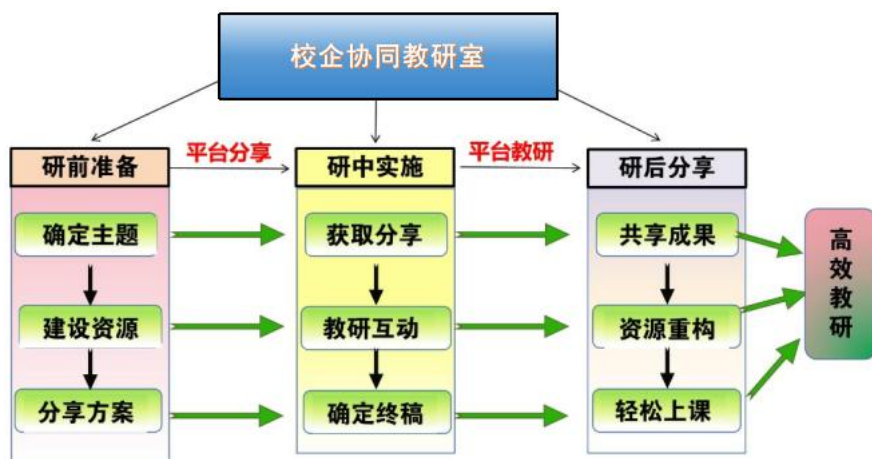 校企协同教研室
研前准备
平台分享
研中实施
平台教研
研后分享
确定主题
获取分享
共享成果
建设资源
教研互动
资源重构
分享方案
确定终稿
轻松上课
高效教研